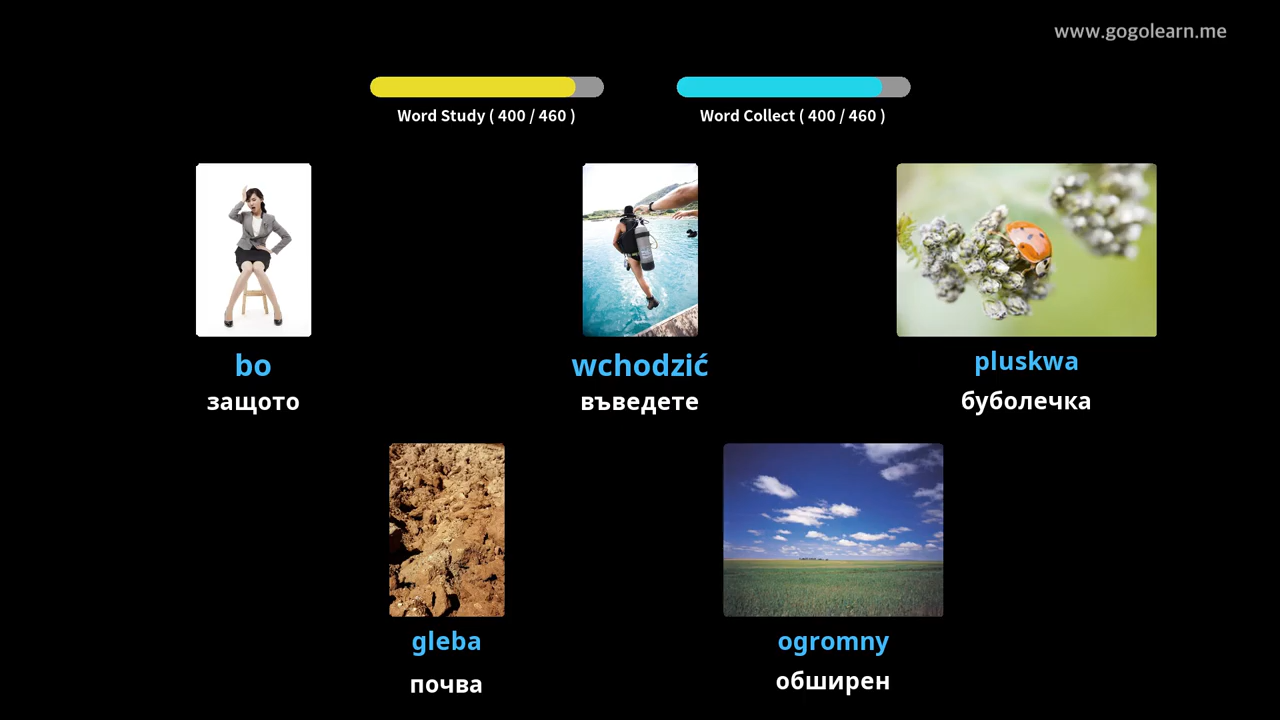 www.gogolearn.me
Word Study ( 400 / 460 )
Word Collect ( 400 / 460 )
bo
защото
wchodzić
въведете
pluskwa
буболечка
gleba
почва
ogromny
обширен